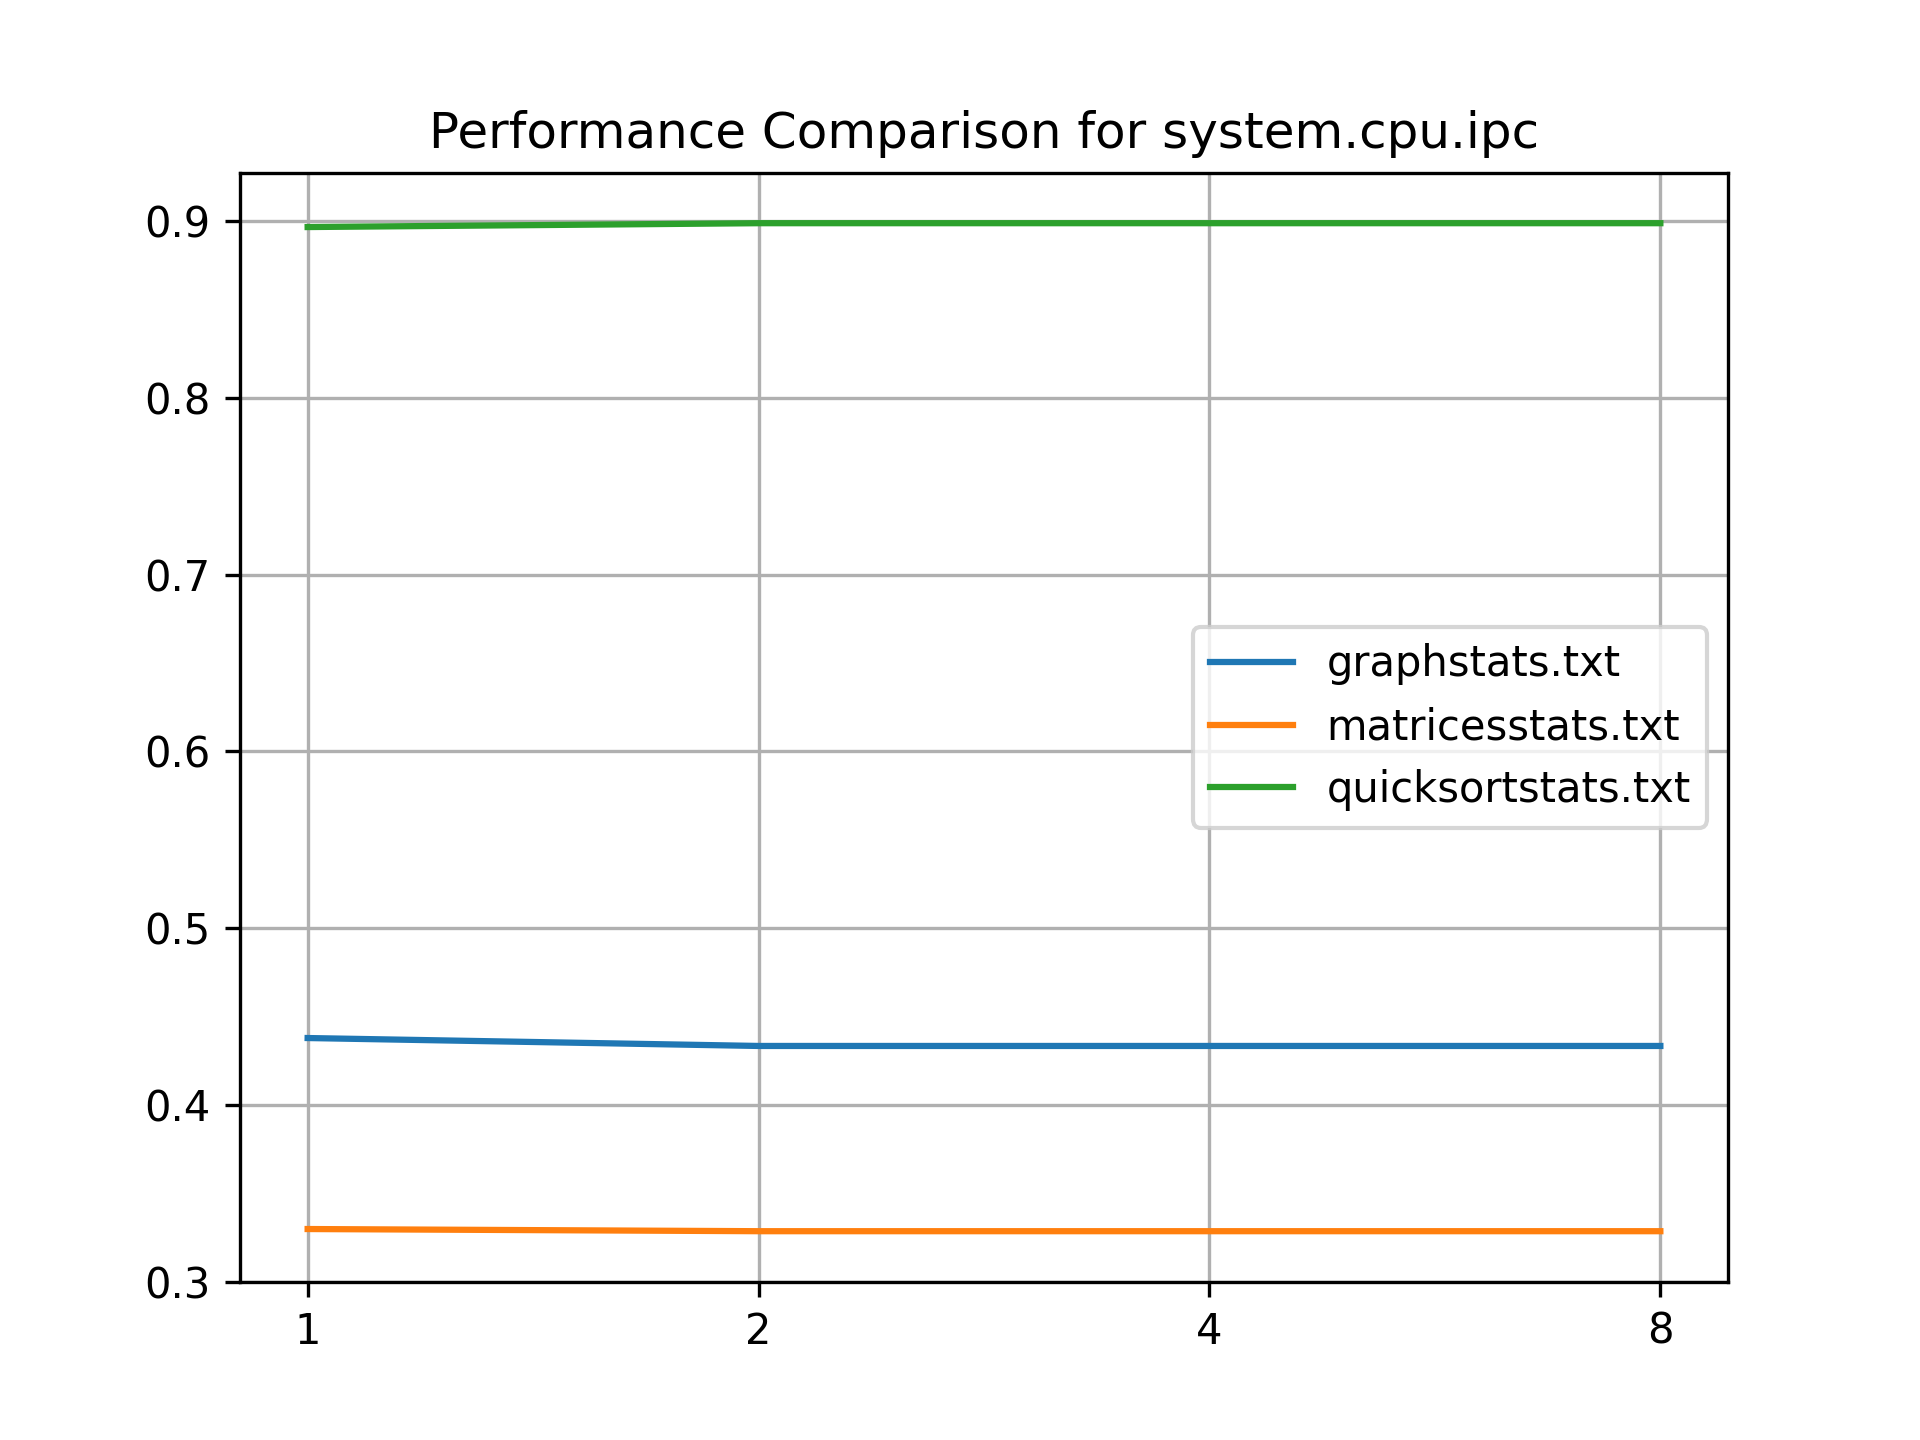 Performance Comparison for system.cpu.ipc
0.9
0.8
0.7
0.6
0.5
0.4
0.3
graphstats.txt
matricesstats.txt
quicksortstats.txt
1 2 4 8